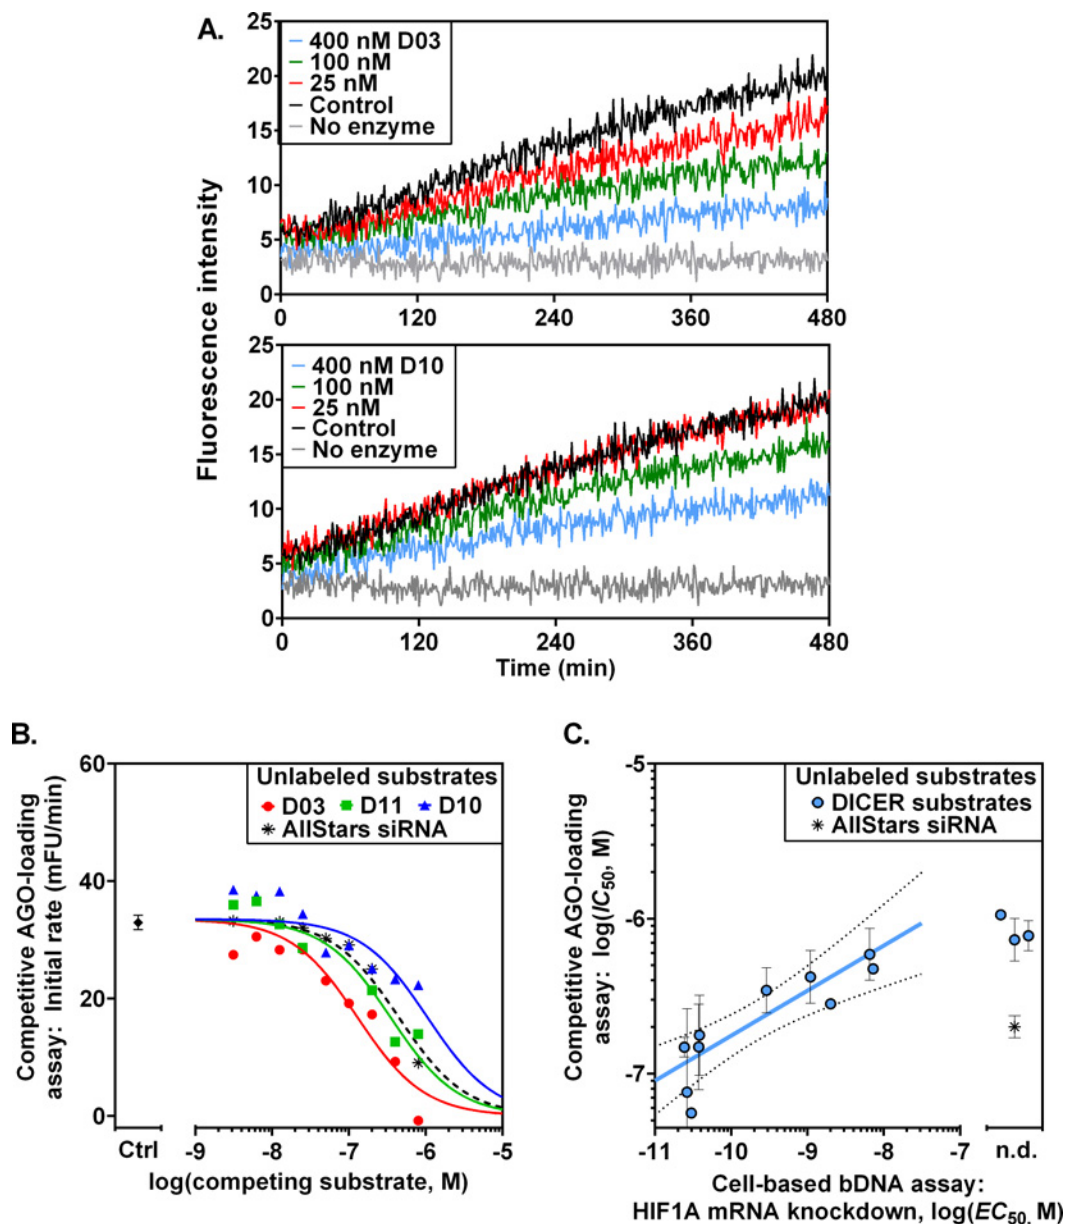 A.
25
20
15
10
5
0
400 nM D03
100 nM
25 nM
Control
No enzyme
0 120 240 360 480
Fluorescence intensity
25
20
15
10
5
0
400 nM D10
100 nM
25 nM
Control
No enzyme
0 120 240 360 480
Time (min)
B.
Competitive AGO-loading
assay: Initial rate (mFU/min)
60
40
20
0
Unlabeled substrates
D03 D11 D10
AllStars siRNA
Ctrl -9 -8 -7 -6 -5
log(competing substrate, M)
C.
Competitive AGO-loading
assay: log(IC50, M)
-5
-6
-7
Unlabeled substrates
DICER substrates
AllStars siRNA
-11 -10 -9 -8 -7 n.d.
Cell-based bDNA assay:
HIF1A mRNA knockdown, log(EC50, M)